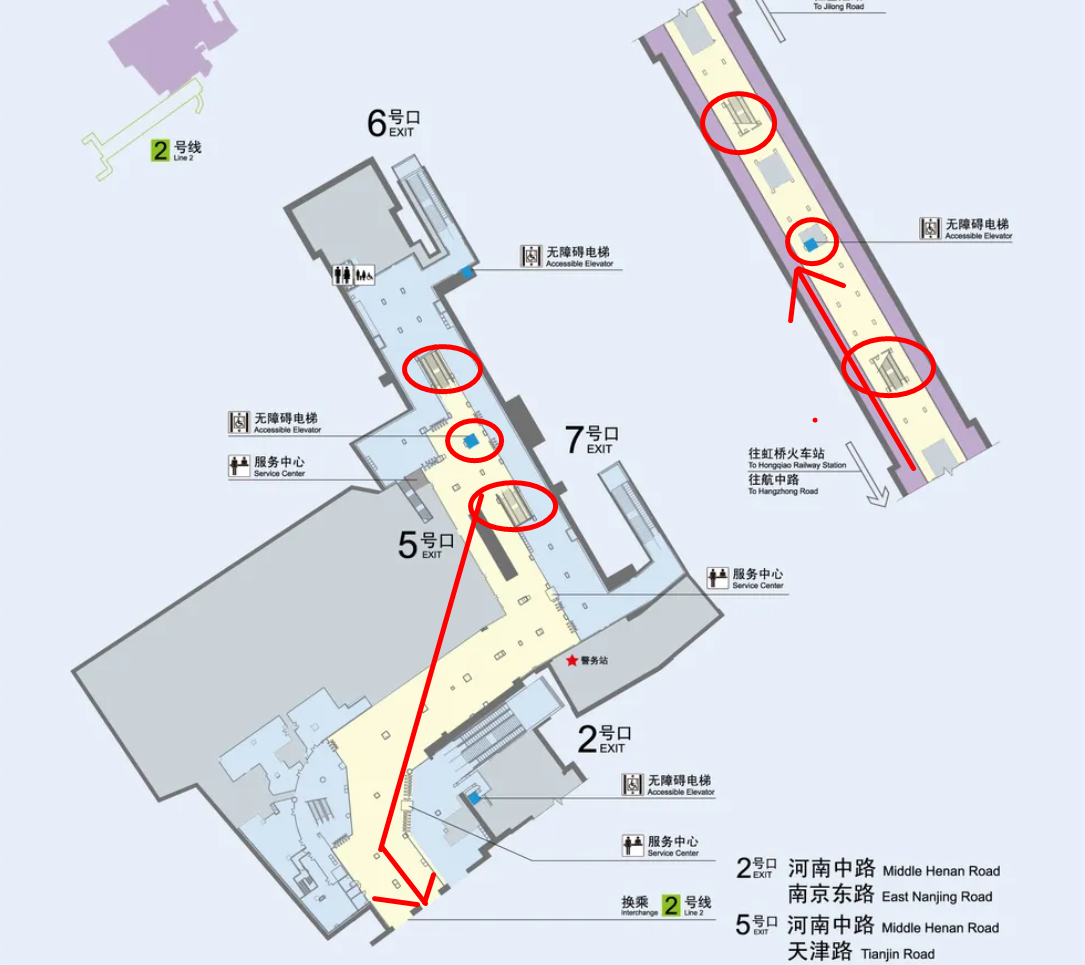 To Jilong Road
6号口
EXIT
2 号线
Line 2
无障碍电梯
Accessible Elevator
无障碍电梯
Accessible Elevator
无障碍电梯
Accessible Elevator
服务中心
Service Center
7号口
EXIT
往虹桥火车站
To Hongqiao Railway Station
往航中路
To Hangzhong Road
5号口
EXIT
服务中心
Service Center
警务站
2号口
EXIT
无障碍电梯
Accessible Elevator
服务中心
Service Center
换乘 2 号线
Interchange Line 2
2号口 河南中路 Middle Henan Road
EXIT 南京东路 East Nanjing Road
5号口 河南中路 Middle Henan Road
EXIT 天津路 Tianjin Road